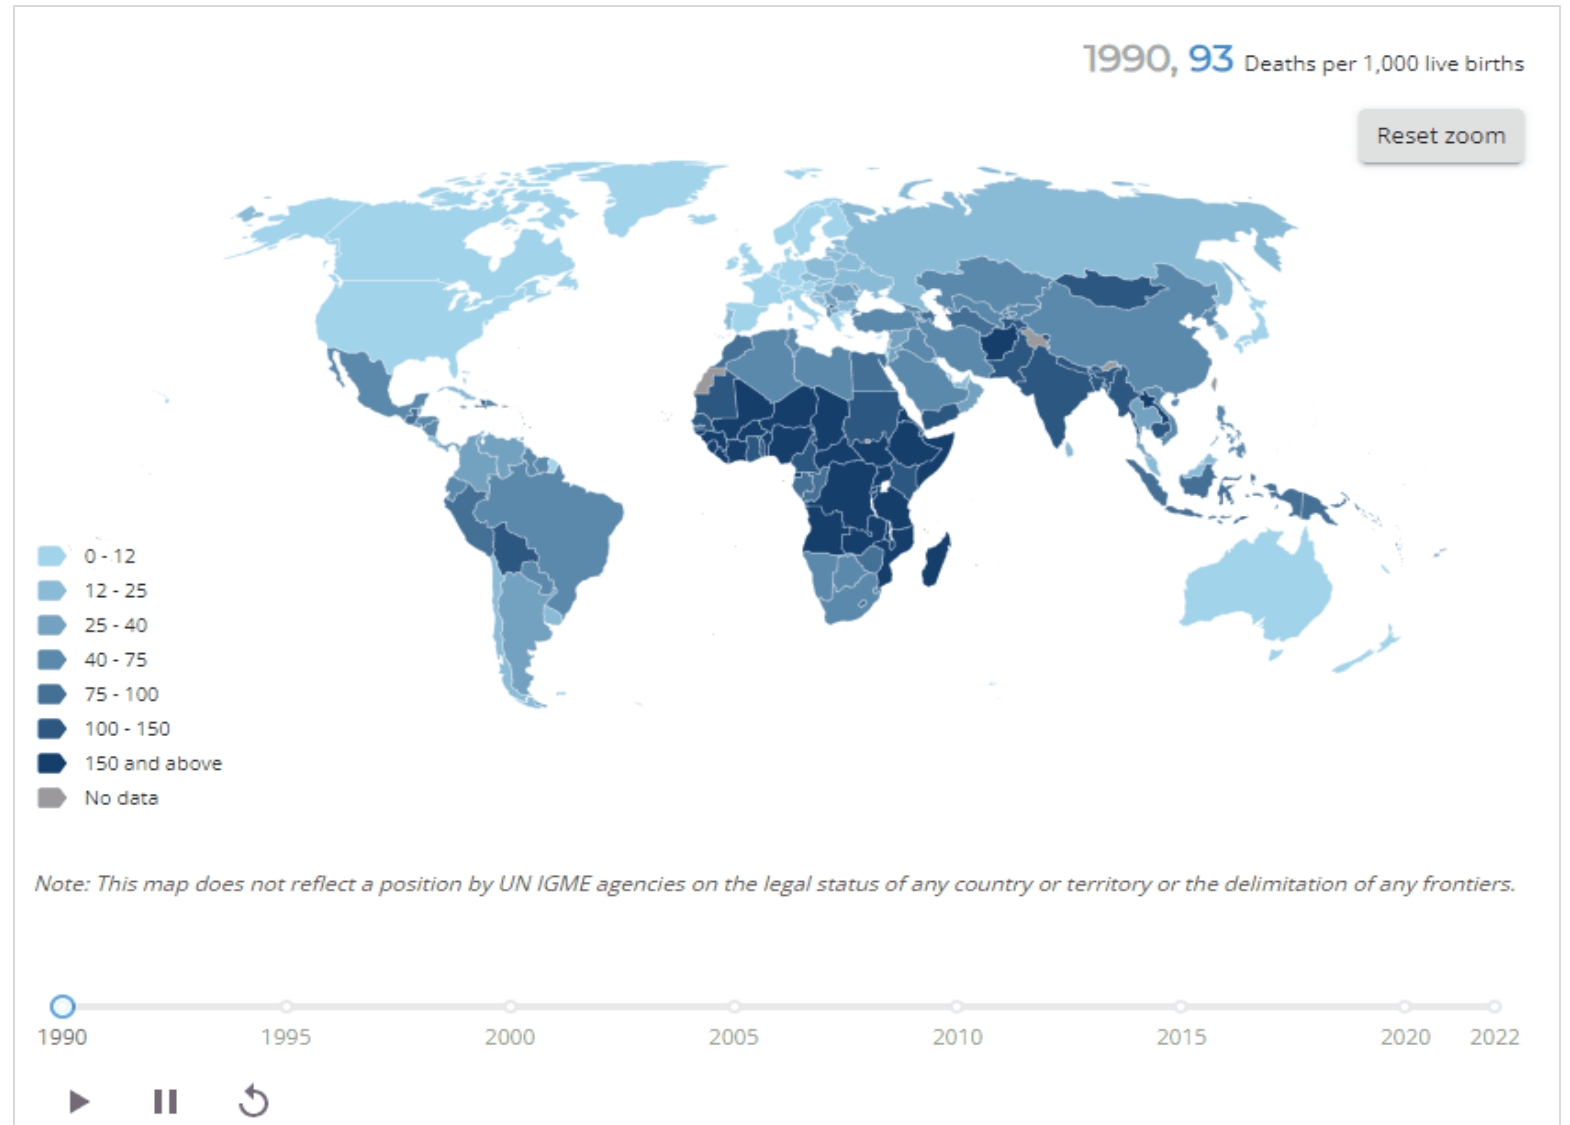 1990, 93 Deaths per 1,000 live births
Reset zoom
0 - 12
12 - 25
25 - 40
40 - 75
75 - 100
100 - 150
150 and above
No data
Note: This map does not reflect a position by UN IGME agencies on the legal status of any country or territory or the delimitation of any frontiers.
1990 1995 2000 2005 2010 2015 2020 2022